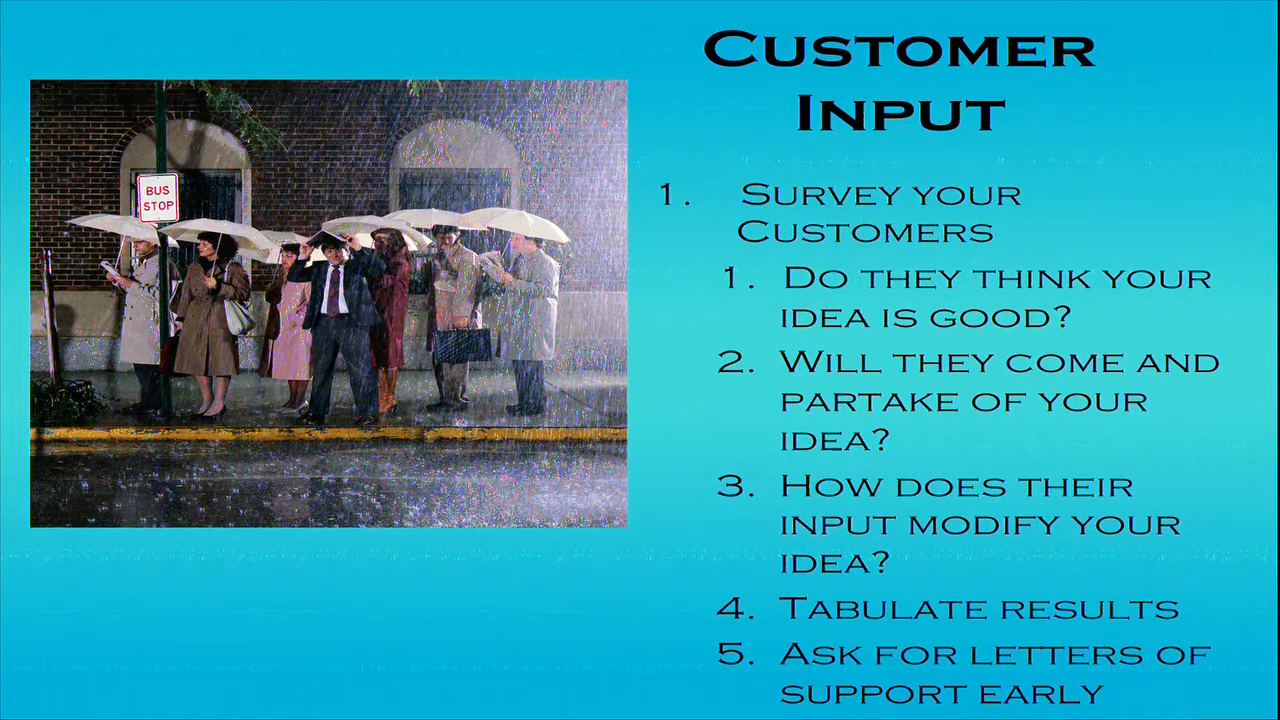 Customer
Input
BUS
STOP
1. Survey your
Customers
1. Do they think your
idea is good?
2. Will they come and
partake of your
idea?
3. How does their
input modify your
idea?
4. Tabulate results
5. Ask for letters of
support early